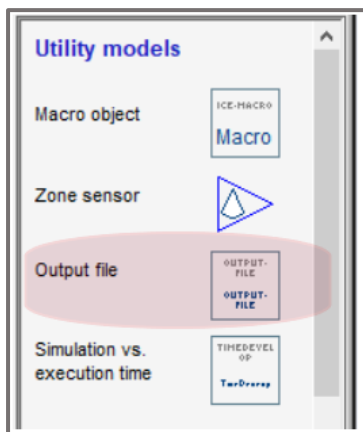 Utility models
Macro object
ICE-MACRO
Macro
Zone sensor
Output file
OUTPUT-
FILE
OUTPUT-
FILE
Simulation vs.
execution time
TIMEDEVEL
OP
TmrDrorop